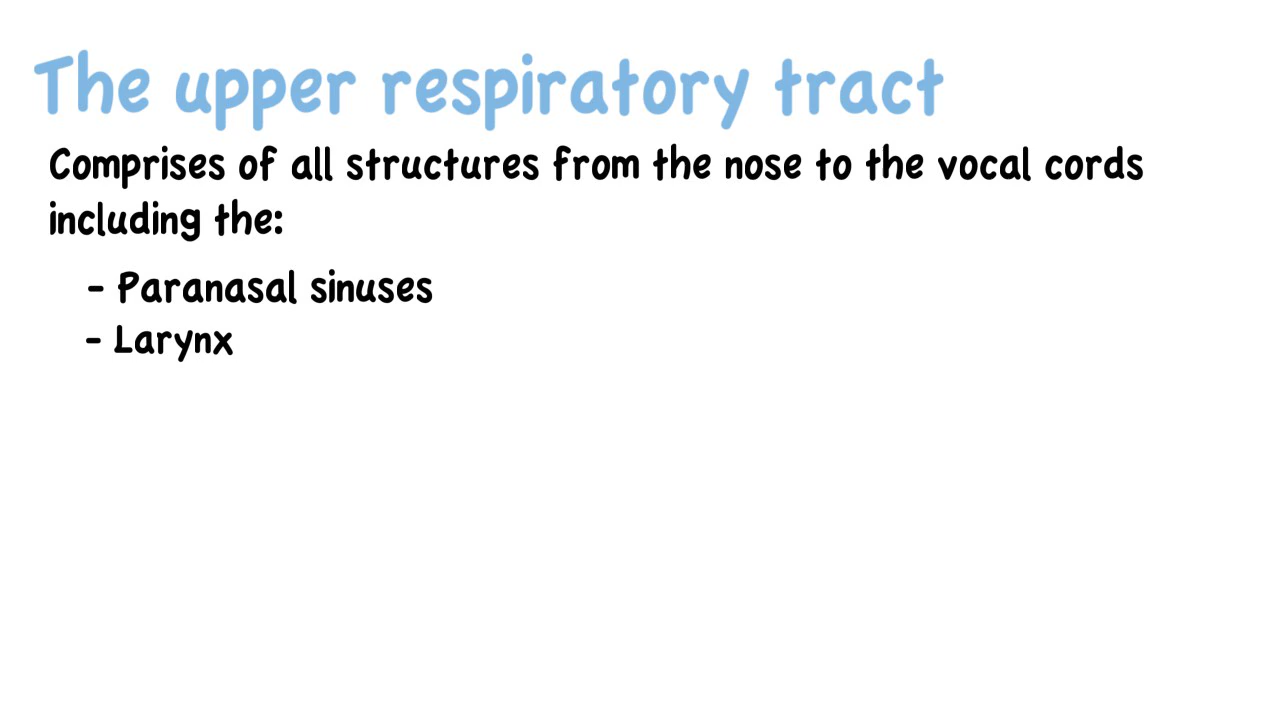 The upper respiratory tract
Comprises of all structures from the nose to the vocal cords
including the:
- Paranasal sinuses
- Larynx